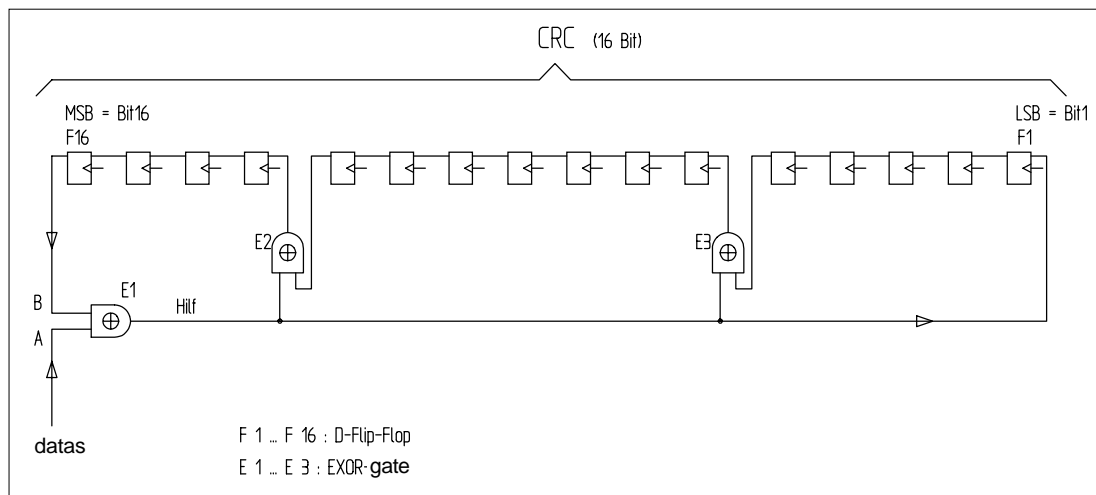 CRC (16 Bit)
MSB = Bit16
LSB = Bit1
F16
F1
E2
E3
E1
B
Hilf
A
datas
F 1 ... F 16 : D-Flip-Flop
E 1 ... E 3 : EXOR-gate